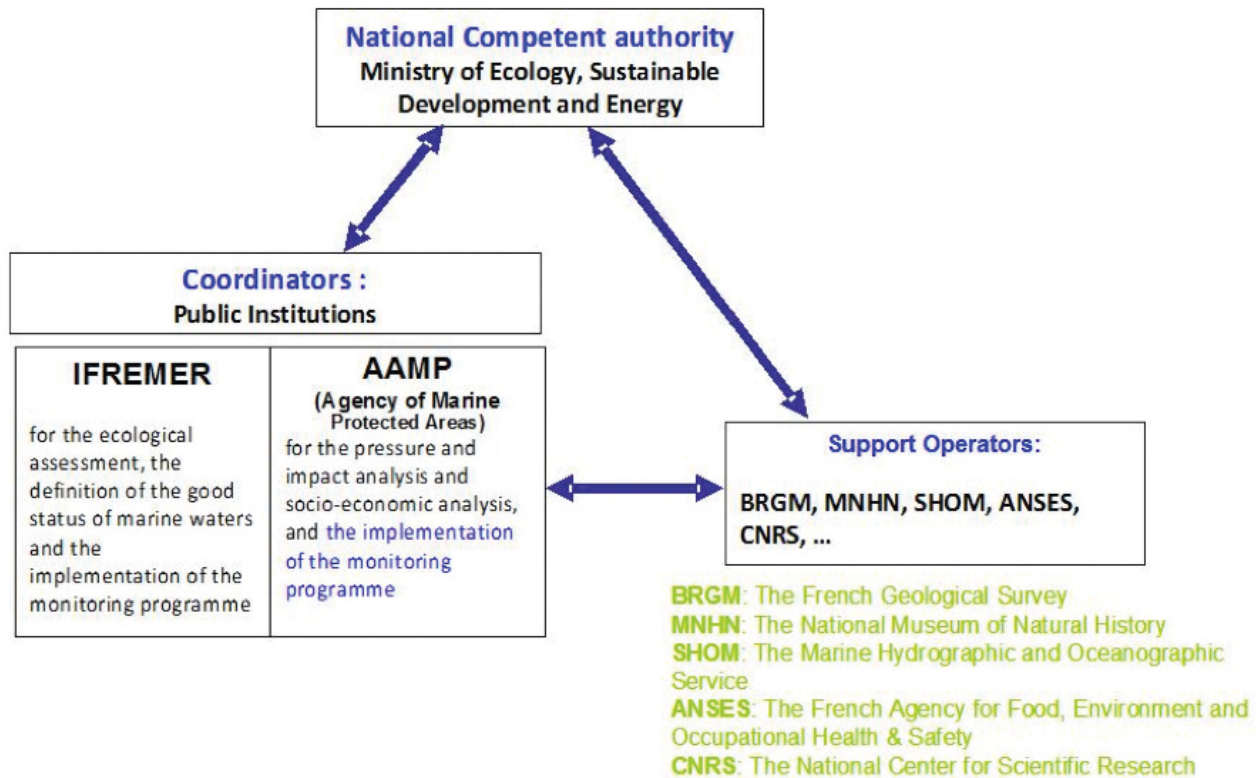 National Competent authority
Ministry of Ecology, Sustainable
Development and Energy
Coordinators :
Public Institutions
IFREMER
for the ecological
assessment, the
definition of the good
status of marine waters
and the
implementation of the
monitoring programme
AAMP
(Agency of Marine
Protected Areas)
for the pressure and
impact analysis and
socio-economic analysis,
and the implementation
of the monitoring
programme
Support Operators:
BRGM, MNHN, SHOM, ANSES,
CNRS, ...
BRGM: The French Geological Survey
MNHN: The National Museum of Natural History
SHOM: The Marine Hydrographic and Oceanographic
Service
ANSES: The French Agency for Food, Environment and
Occupational Health & Safety
CNRS: The National Center for Scientific Research